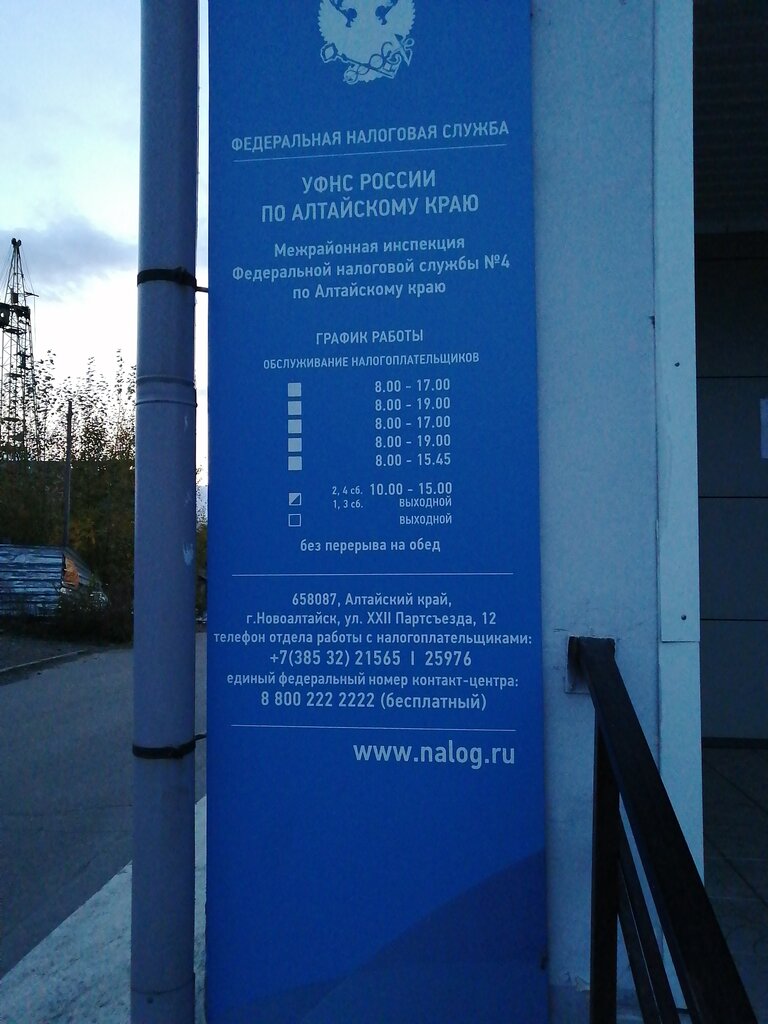 ФЕДЕРАЛЬНАЯ НАЛОГОВАЯ СЛУЖБА
УФНС РОССИИ
ПО АЛТАЙСКОМУ КРАЮ
Межрайонная инспекция
Федеральной налоговой службы №4
по Алтайскому краю
ГРАФИК РАБОТЫ
ОБСЛУЖИВАНИЕ НАЛОГОПЛАТЕЛЬЩИКОВ
8.00 - 17.00
8.00 - 19.00
8.00 - 17.00
8.00 - 19.00
8.00 - 15.45
2, 4 сб. 10.00 - 15.00
1, 3 сб. выходной
выходной
без перерыва на обед
658087, Алтайский край,
г.Новоалтайск, ул. XXII Партсъезда, 12
телефон отдела работы с налогоплательщиками:
+7(385 32) 21565 I 25976
единый федеральный номер контакт-центра:
8 800 222 2222 (бесплатный)
www.nalog.ru